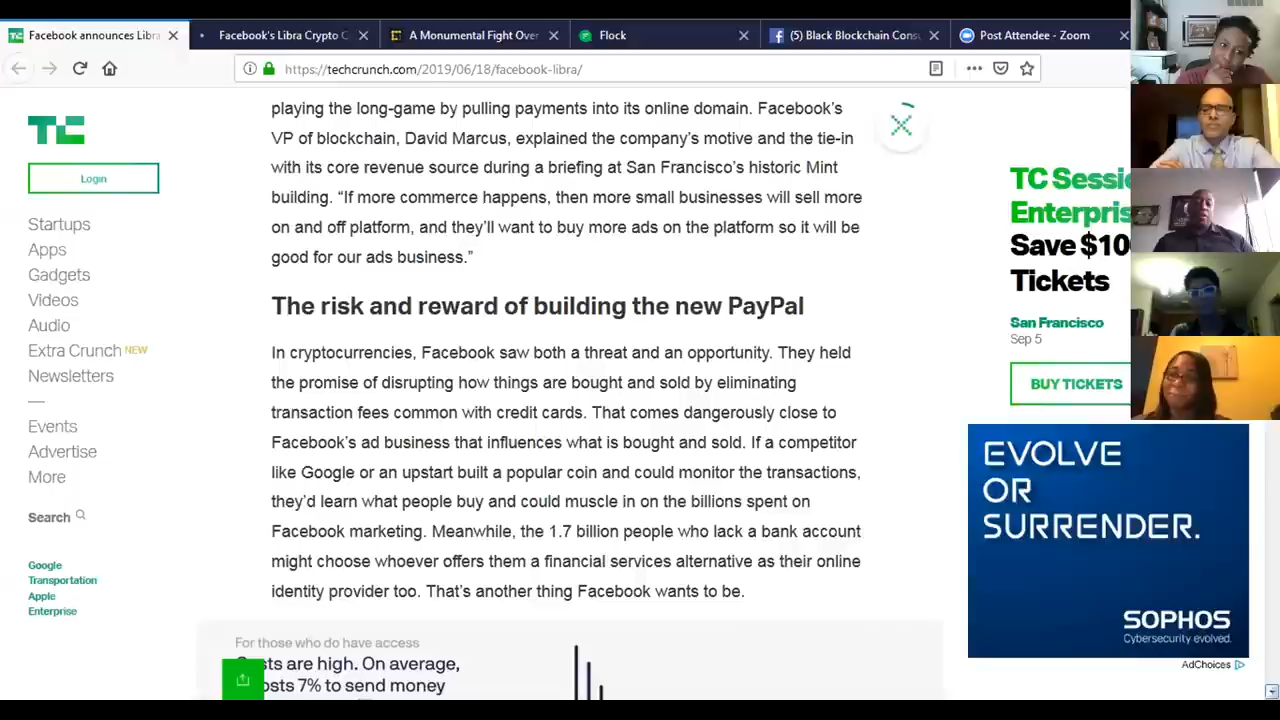 Facebook announces Libra
Facebook's Libra Crypto C
A Monumental Fight Over
Flock
(5) Black Blockchain Cons
Post Attendee - Zoom
https://techcrunch.com/2019/06/18/facebook-libra/
TC
Login
Startups
Apps
Gadgets
Videos
Audio
Extra Crunch NEW
Newsletters
Events
Advertise
More
Search
Google
Transportation
Apple
Enterprise
playing the long-game by pulling payments into its online domain. Facebook's
VP of blockchain, David Marcus, explained the company's motive and the tie-in
with its core revenue source during a briefing at San Francisco's historic Mint
building. “If more commerce happens, then more small businesses will sell more
on and off platform, and they'll want to buy more ads on the platform so it will be
good for our ads business.”
The risk and reward of building the new PayPal
In cryptocurrencies, Facebook saw both a threat and an opportunity. They held
the promise of disrupting how things are bought and sold by eliminating
transaction fees common with credit cards. That comes dangerously close to
Facebook's ad business that influences what is bought and sold. If a competitor
like Google or an upstart built a popular coin and could monitor the transactions,
they'd learn what people buy and could muscle in on the billions spent on
Facebook marketing. Meanwhile, the 1.7 billion people who lack a bank account
might choose whoever offers them a financial services alternative as their online
identity provider too. That's another thing Facebook wants to be.
For those who do have access
sts are high. On average,
osts 7% to send money
TC Sessi
Enterpris
Save $10
Tickets
San Francisco
Sep 5
BUY TICKETS
EVOLVE
OR
SURRENDER.
SOPHOS
Cybersecurity evolved.
AdChoices